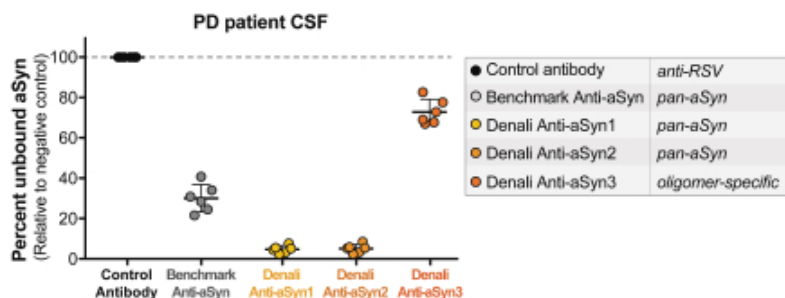 PD patient CSF
Percent unbound aSyn
(Relative to negative control)
100
80
60
40
20
0
Control
Antibody
Benchmark
Anti-aSyn
Denali
Anti-aSyn1
Denali
Anti-aSyn2
Denali
Anti-aSyn3
Control antibody anti-RSV
Benchmark Anti-aSyn pan-aSyn
Denali Anti-aSyn1 pan-aSyn
Denali Anti-aSyn2 pan-aSyn
Denali Anti-aSyn3 oligomer-specific